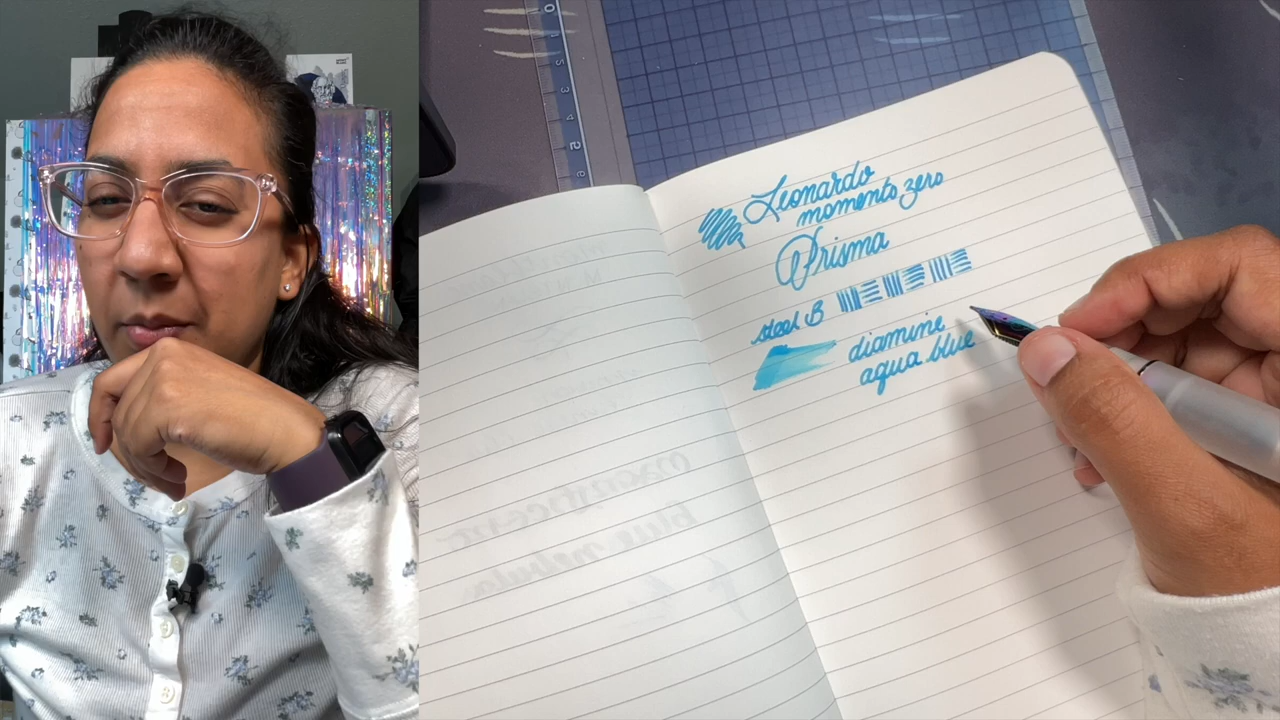 Leonardo
momento zero
Prisma
steel B
diamine
aqua blue